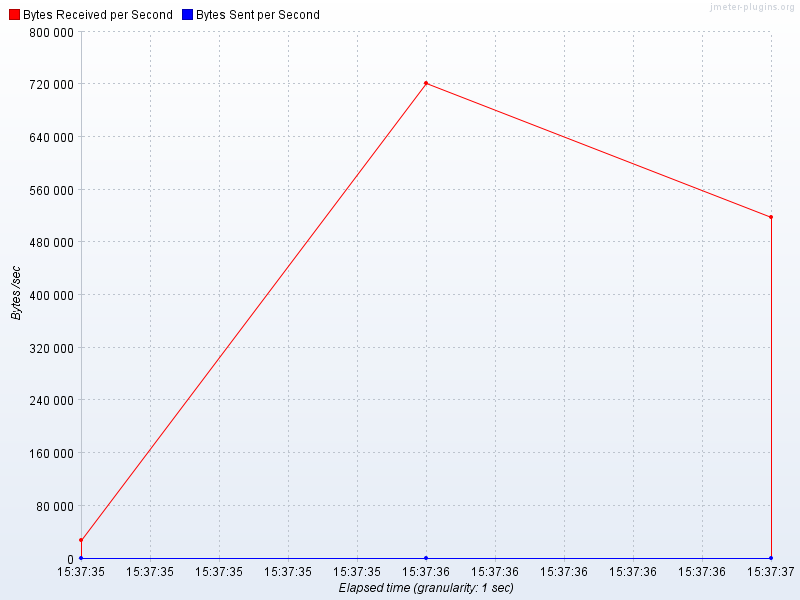 jmeter-plugins.org
Bytes Received per Second Bytes Sent per Second
800 000
720 000
640 000
560 000
480 000
400 000
320 000
240 000
160 000
80 000
0
Bytes /sec
15:37:35 15:37:35 15:37:35 15:37:35 15:37:35 15:37:36 15:37:36 15:37:36 15:37:36 15:37:36 15:37:37
Elapsed time (granularity: 1 sec)